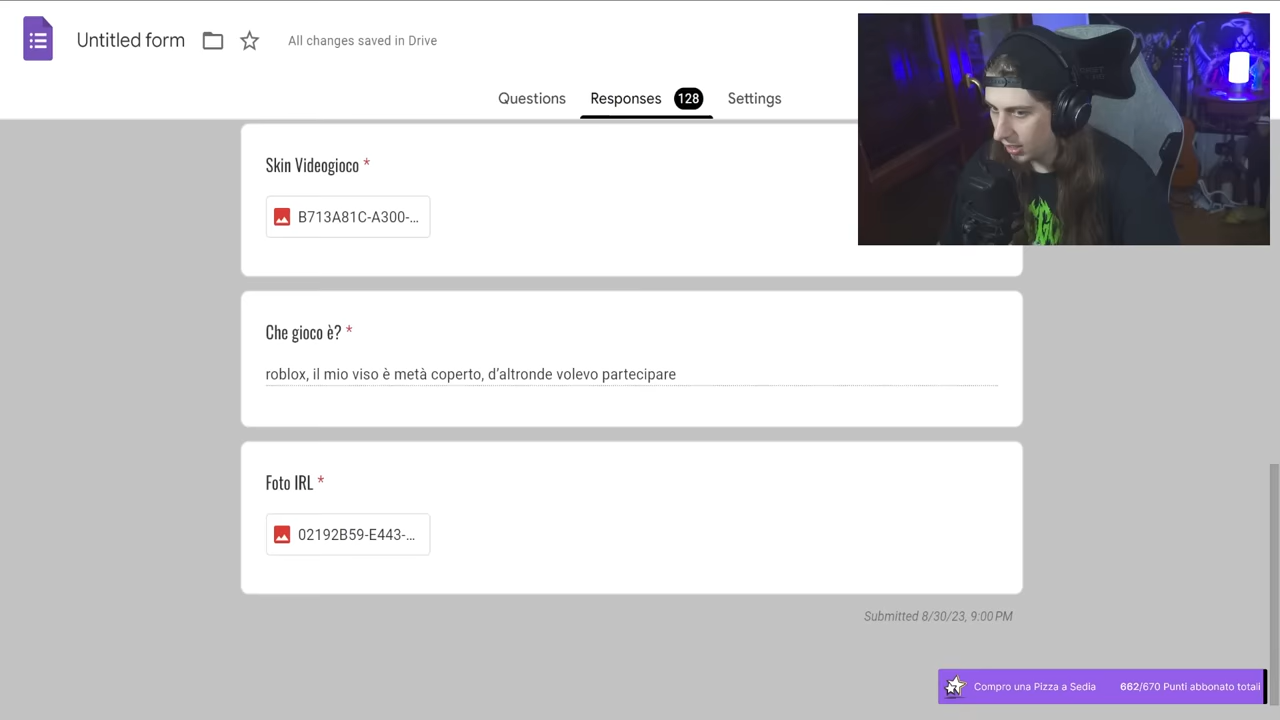 Untitled form
All changes saved in Drive
Questions
Responses 128
Settings
Skin Videogioco *
B713A81C-A300-...
Che gioco è? *
roblox, il mio viso è metà coperto, d'altronde volevo partecipare
Foto IRL *
02192B59-E443-...
Submitted 8/30/23, 9:00 PM
Compro una Pizza a Sedia 662/670 Punti abbonato totali